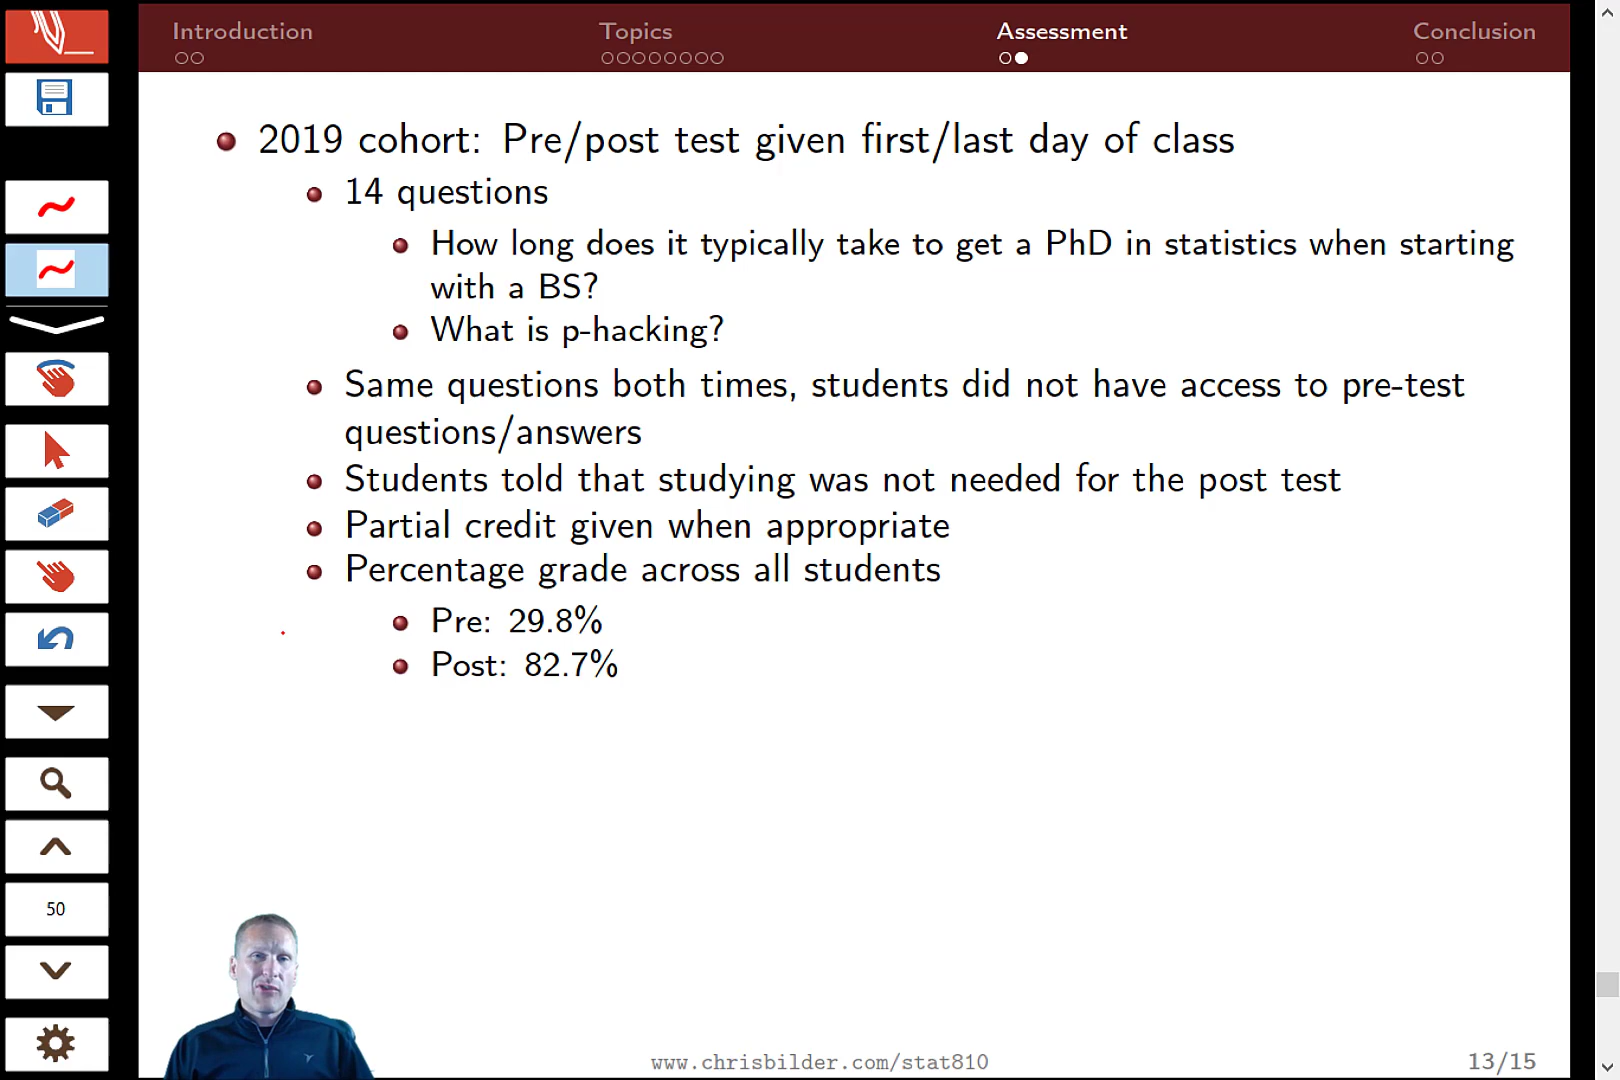 Introduction Topics Assessment Conclusion
2019 cohort: Pre/post test given first/last day of class
14 questions
How long does it typically take to get a PhD in statistics when starting
with a BS?
What is p-hacking?
Same questions both times, students did not have access to pre-test
questions/answers
Students told that studying was not needed for the post test
Partial credit given when appropriate
Percentage grade across all students
Pre: 29.8%
Post: 82.7%
50
www.chrisbilder.com/stat810 13/15